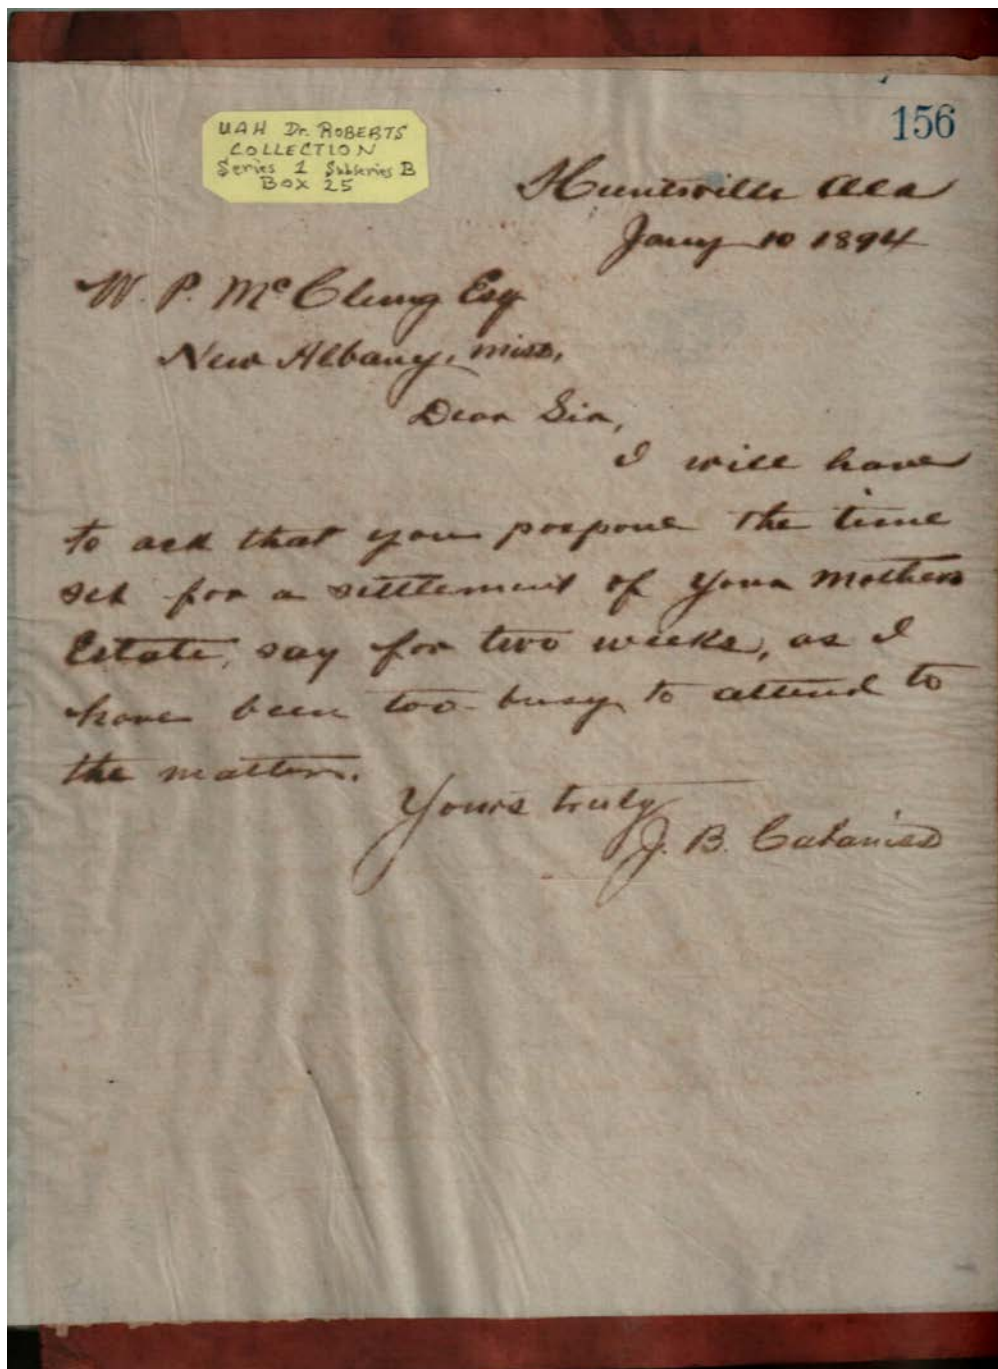 156
UAH Dr. ROBERTS
COLLECTION
Series 1 Subseries B
BOX 25
Huntsville Ala
Jany 10 1894
W. P. McClung Esq
New Albany, Miss,
Dear Sir,
I will have
to ask that you pospone the time
set for a settlement of your Mothers
Estate, say for two weeks, as I
have been too busy to attend to
the matters.
Yours truly
J. B. Cabaniss